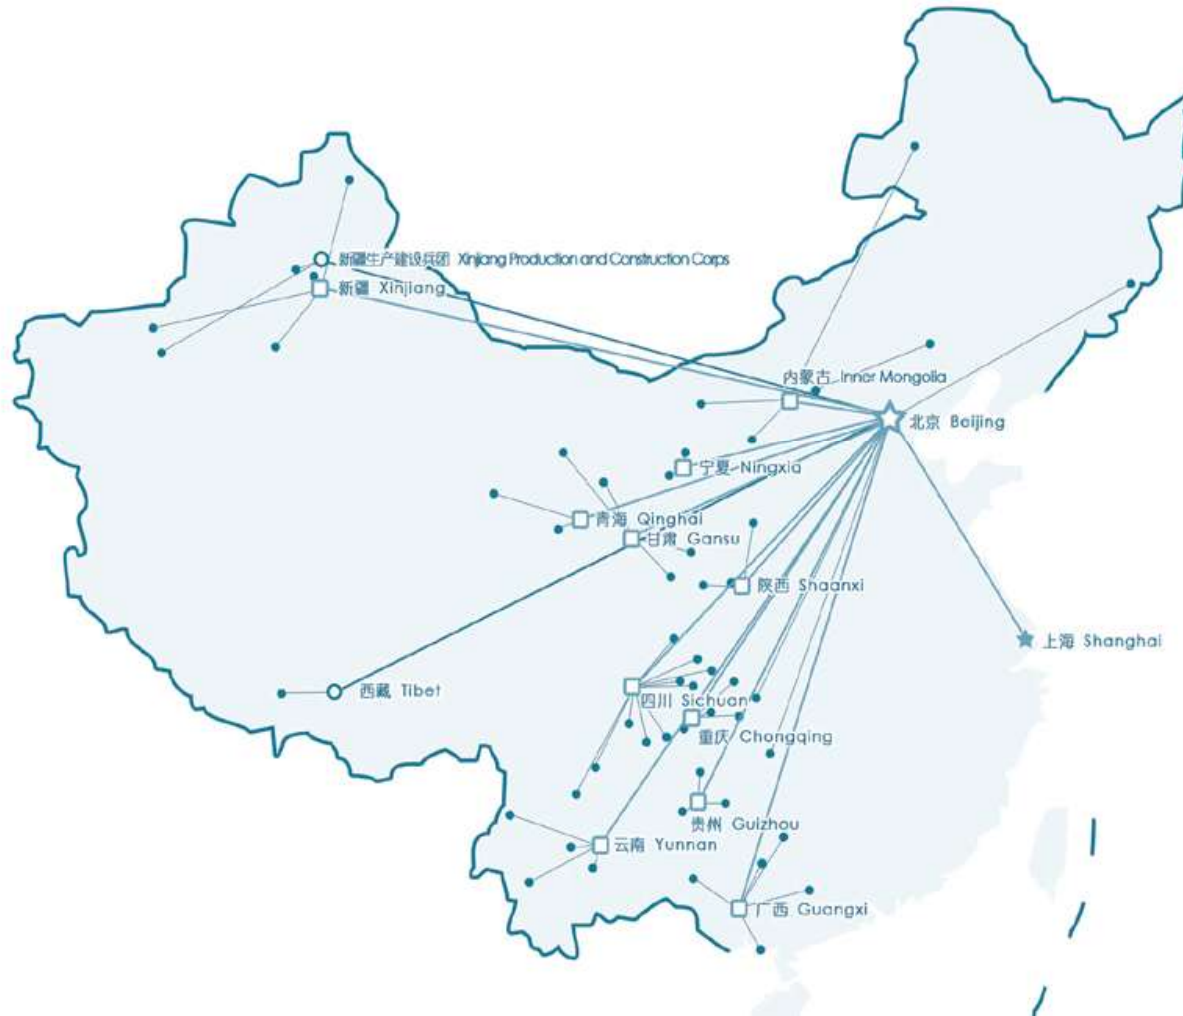 新疆生产建设兵团 Xinjiang Production and Construction Corps
新疆 Xinjiang
内蒙古 Inner Mongolia
北京 Beijing
宁夏 Ningxia
青海 Qinghai
甘肃 Gansu
陕西 Shaanxi
上海 Shanghai
西藏 Tibet
四川 Sichuan
重庆 Chongqing
贵州 Guizhou
云南 Yunnan
广西 Guangxi